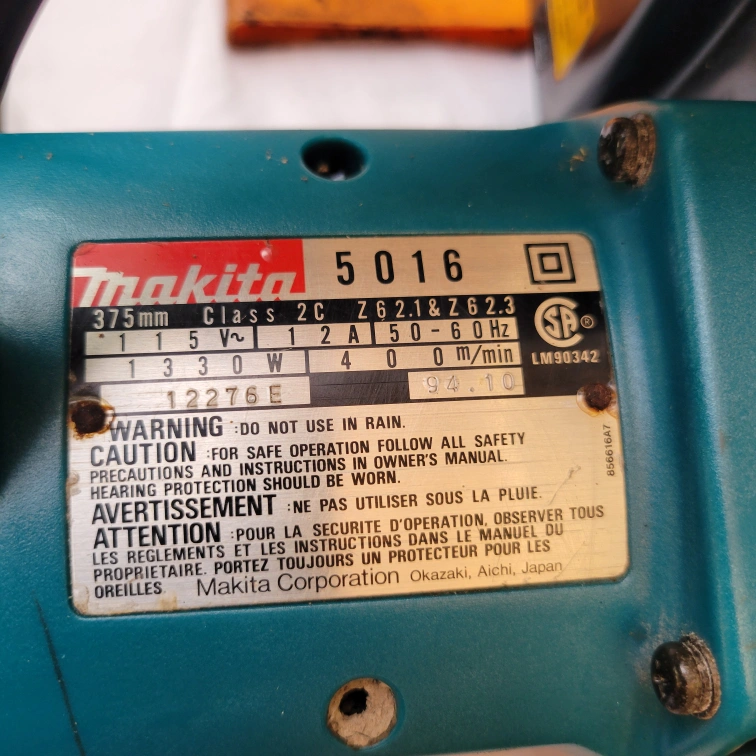 makita 5016
375mm Class 2C Z62.1&Z62.3
115V~ 12A 50-60Hz
1330W 400m/min
CSA ® LM90342
12276E 94.10
WARNING :DO NOT USE IN RAIN.
CAUTION :FOR SAFE OPERATION FOLLOW ALL SAFETY
PRECAUTIONS AND INSTRUCTIONS IN OWNER'S MANUAL.
HEARING PROTECTION SHOULD BE WORN.
AVERTISSEMENT :NE PAS UTILISER SOUS LA PLUIE.
ATTENTION :POUR LA SECURITE D'OPERATION, OBSERVER TOUS
LES REGLEMENTS ET LES INSTRUCTIONS DANS LE MANUEL DU
PROPRIETAIRE. PORTEZ TOUJOURS UN PROTECTEUR POUR LES
OREILLES. Makita Corporation Okazaki, Aichi, Japan
856616A7